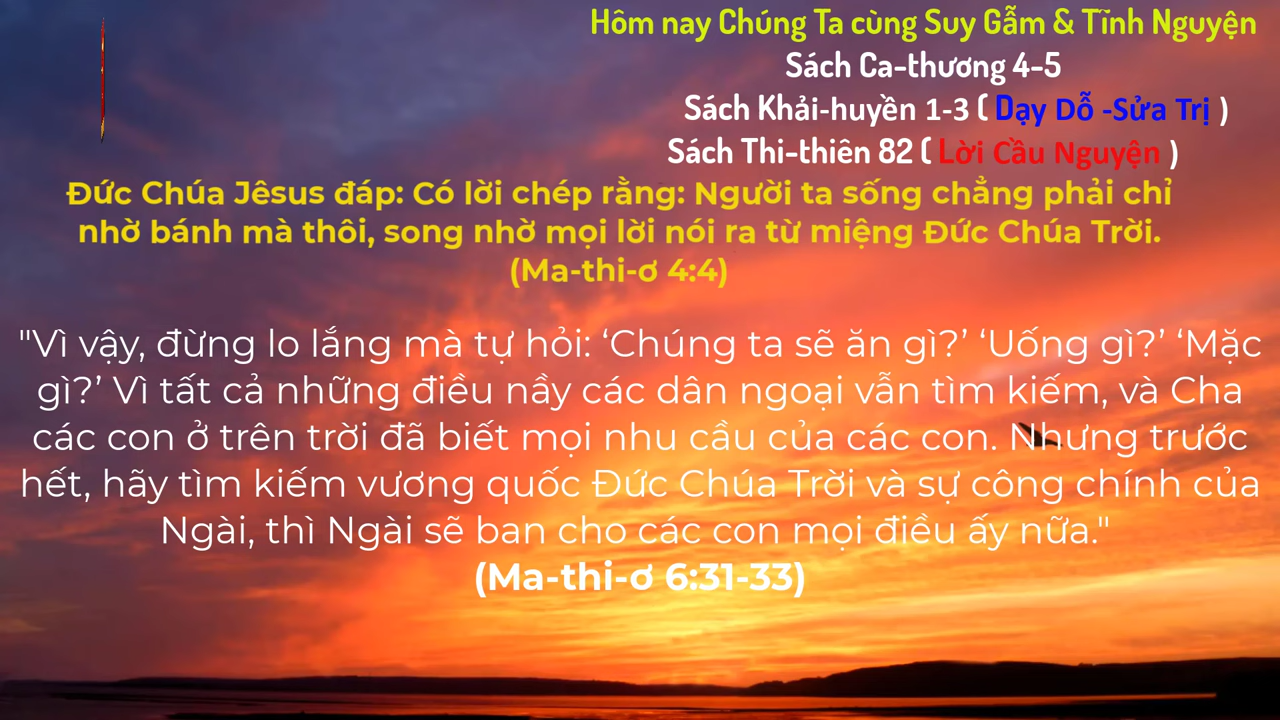 Hôm nay Chúng Ta cùng Suy Gẫm & Tĩnh Nguyện
Sách Ca-thương 4-5
Sách Khải-huyền 1-3 ( Dạy Dỗ -Sửa Trị )
Sách Thi-thiên 82 ( Lời Cầu Nguyện )
Đức Chúa Jêsus đáp: Có lời chép rằng: Người ta sống chẳng phải chỉ
nhờ bánh mà thôi, song nhờ mọi lời nói ra từ miệng Đức Chúa Trời.
(Ma-thi-ơ 4:4)
"Vì vậy, đừng lo lắng mà tự hỏi: ‘Chúng ta sẽ ăn gì?’ ‘Uống gì?’ ‘Mặc
gì?’ Vì tất cả những điều nầy các dân ngoại vẫn tìm kiếm, và Cha
các con ở trên trời đã biết mọi nhu cầu của các con. Nhưng trước
hết, hãy tìm kiếm vương quốc Đức Chúa Trời và sự công chính của
Ngài, thì Ngài sẽ ban cho các con mọi điều ấy nữa."
(Ma-thi-ơ 6:31-33)